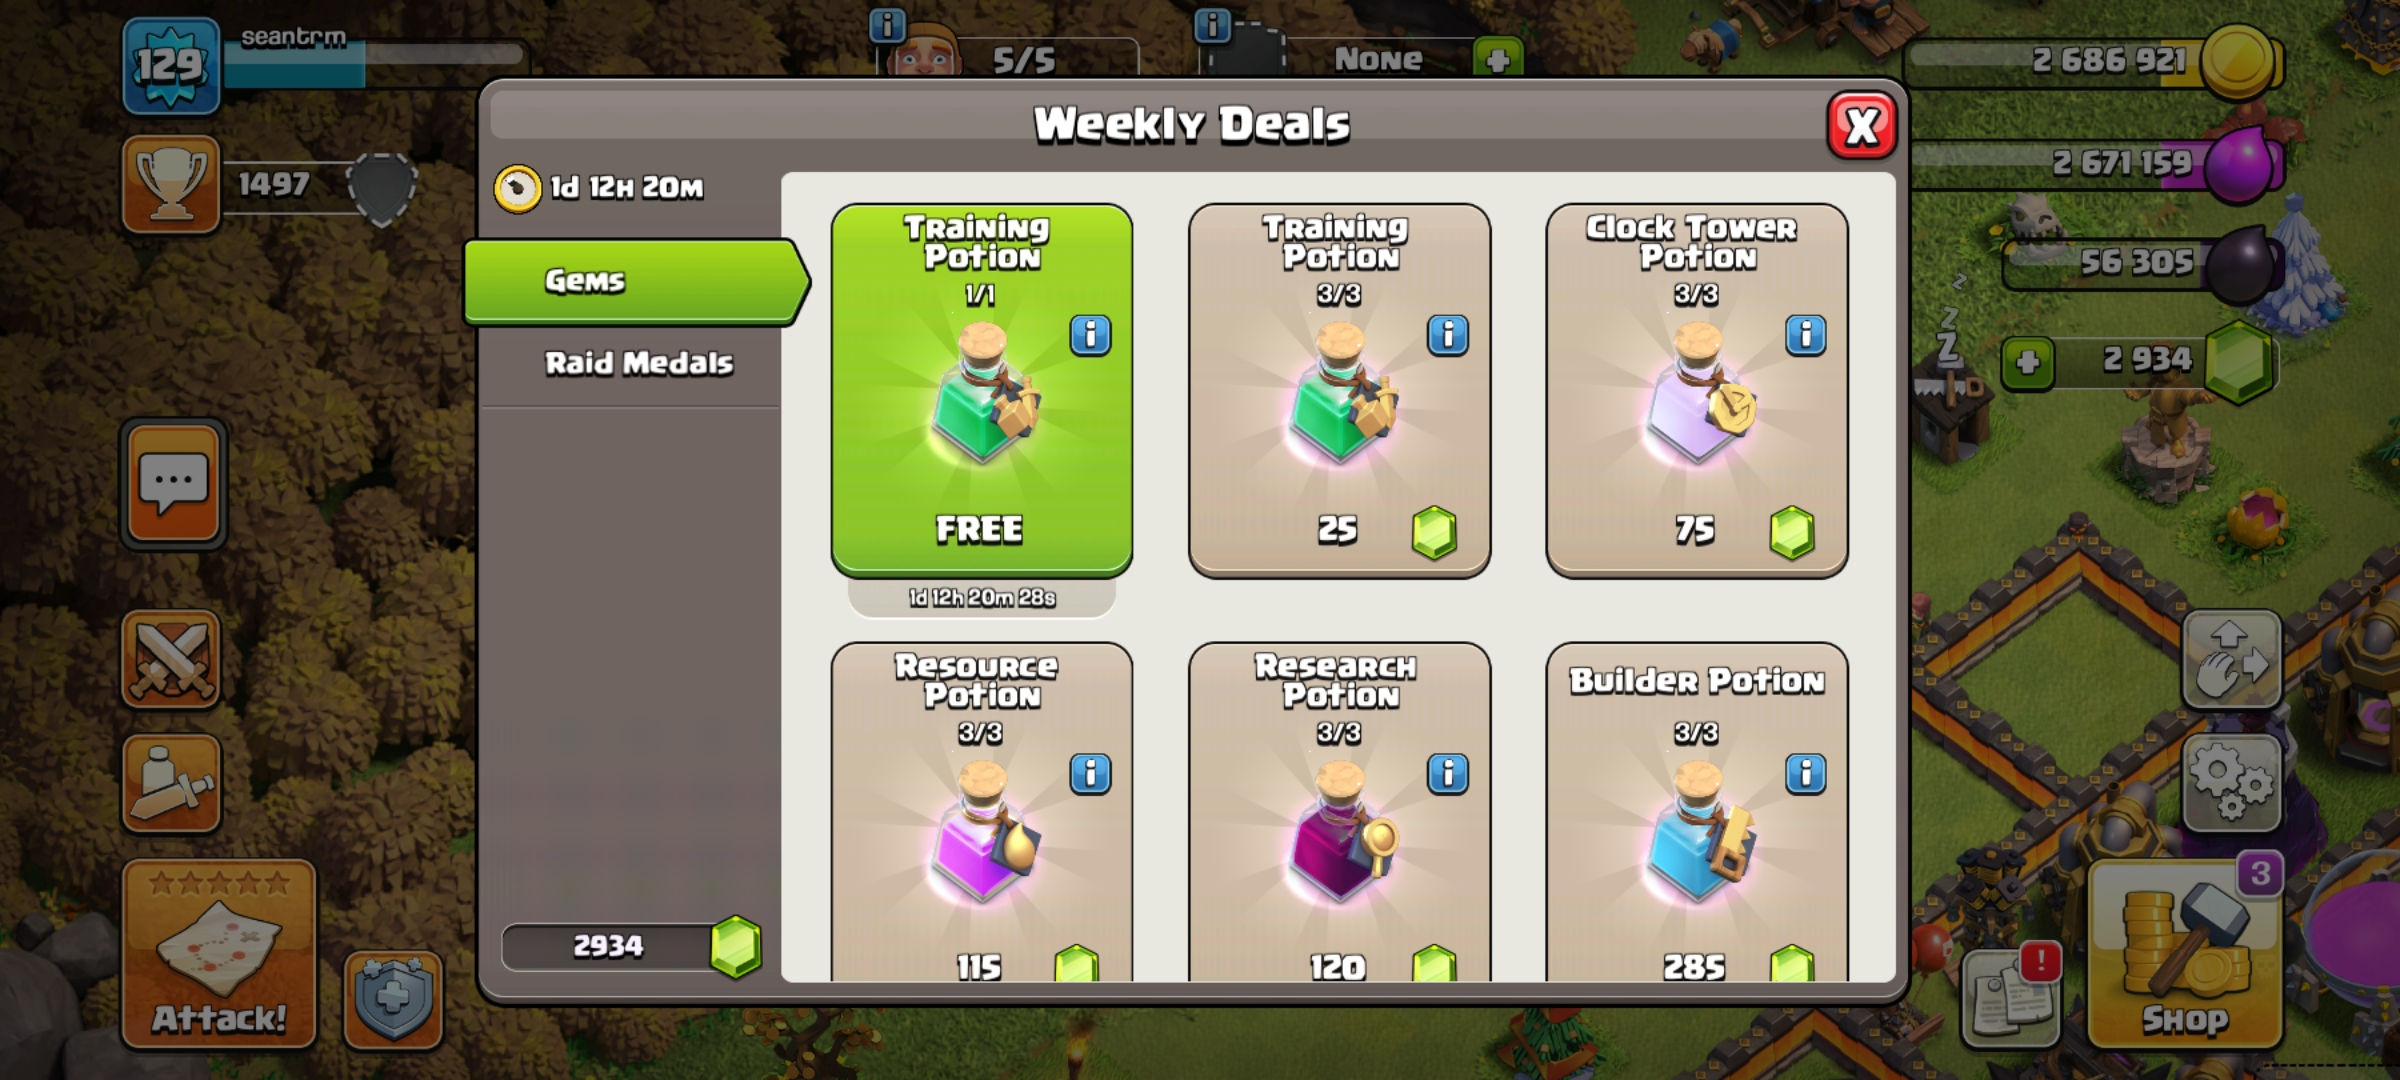 129
seantrm
5/5
None
2 686 921
Weekly Deals
X
1497
1d 12H 20M
2 671 159
Gems
Raid Medals
56 305
2 934
Training
Potion
1/1
FREE
1d 12h 20m 28s
Training
Potion
3/3
25
Clock Tower
Potion
3/3
75
Resource
Potion
3/3
115
Research
Potion
3/3
120
Builder Potion
3/3
285
2934
z
Z
Z
Attack!
!
3
Shop